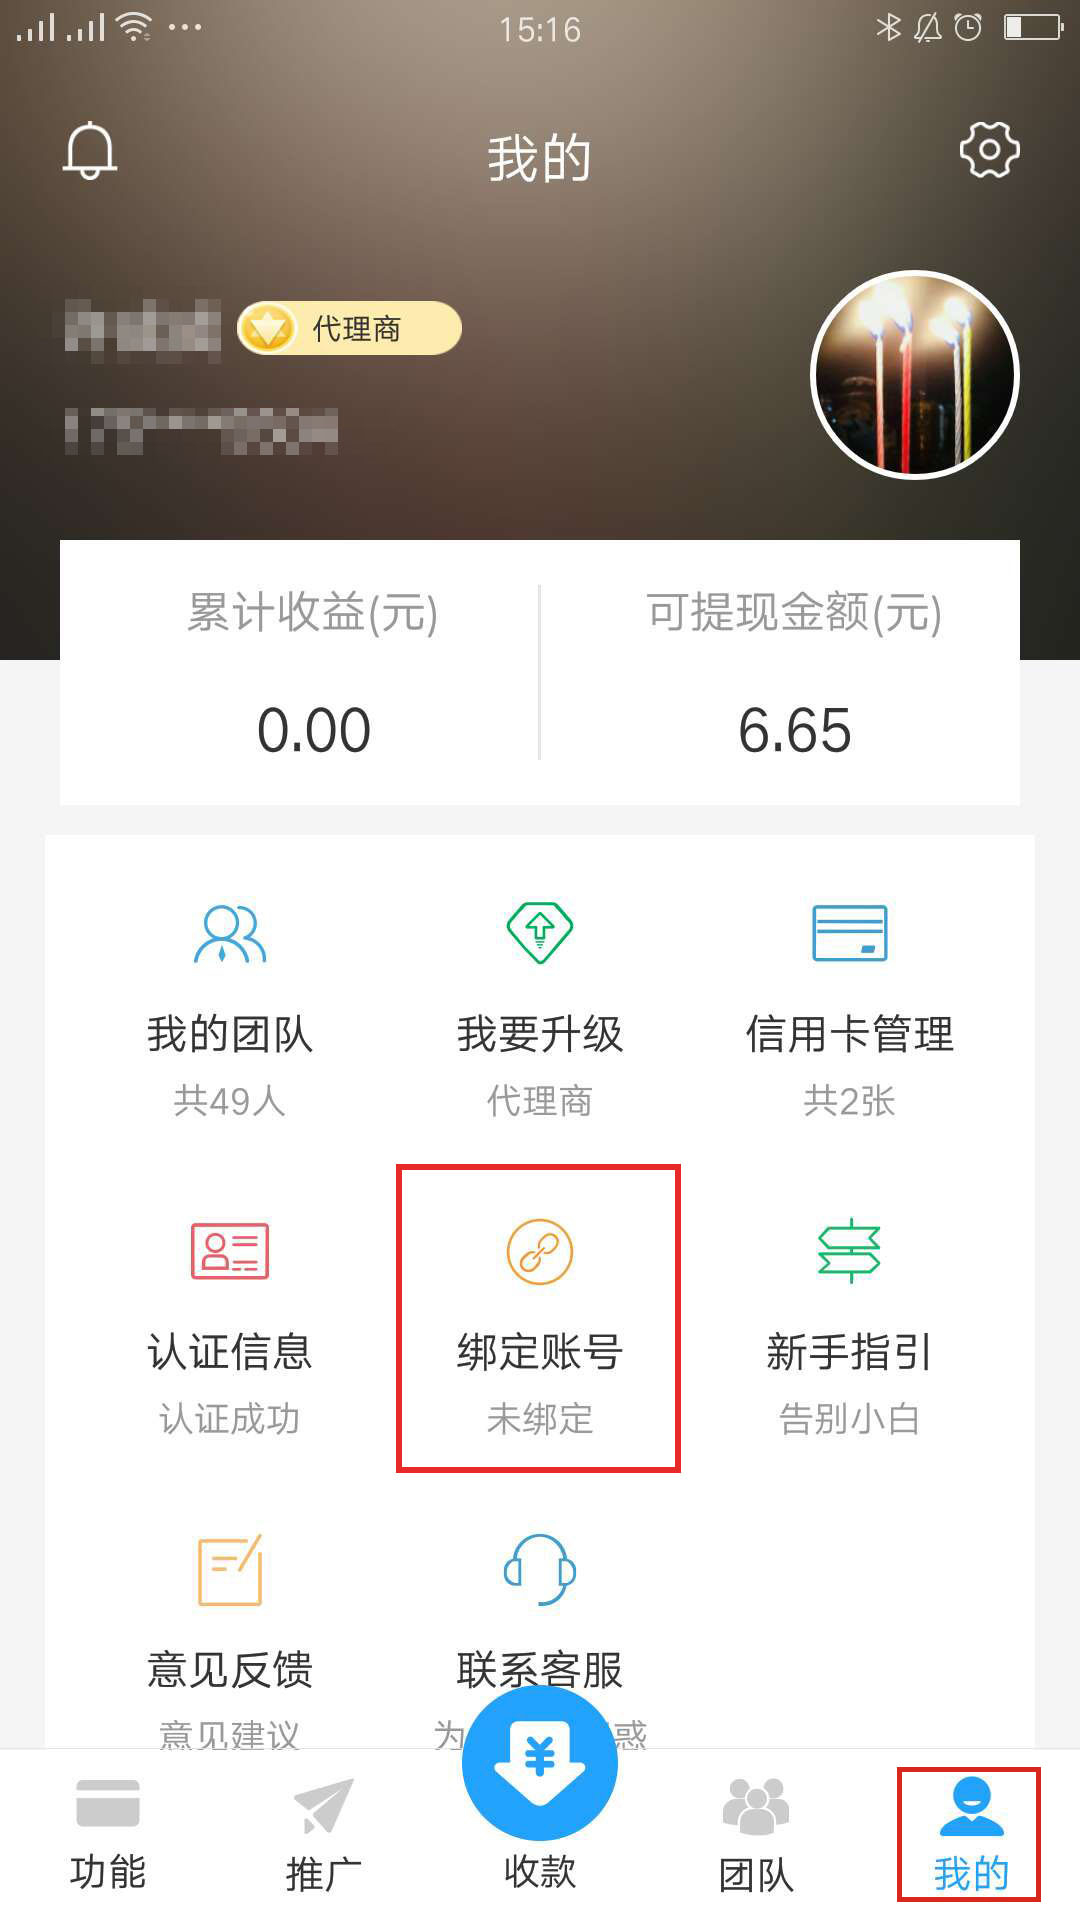 15:16
我的
代理商
累计收益(元) 可提现金额(元)
0.00 6.65
我的团队 我要升级 信用卡管理
共49人 代理商 共2张
认证信息 绑定账号 新手指引
认证成功 未绑定 告别小白
意见反馈 联系客服
意见建议 为 惑
功能 推广 收款 团队 我的